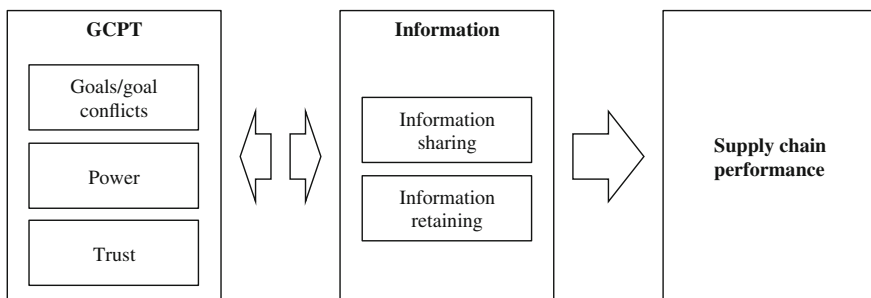 GCPT
Goals/goal
conflicts
Power
Trust
Information
Information
sharing
Information
retaining
Supply chain
performance